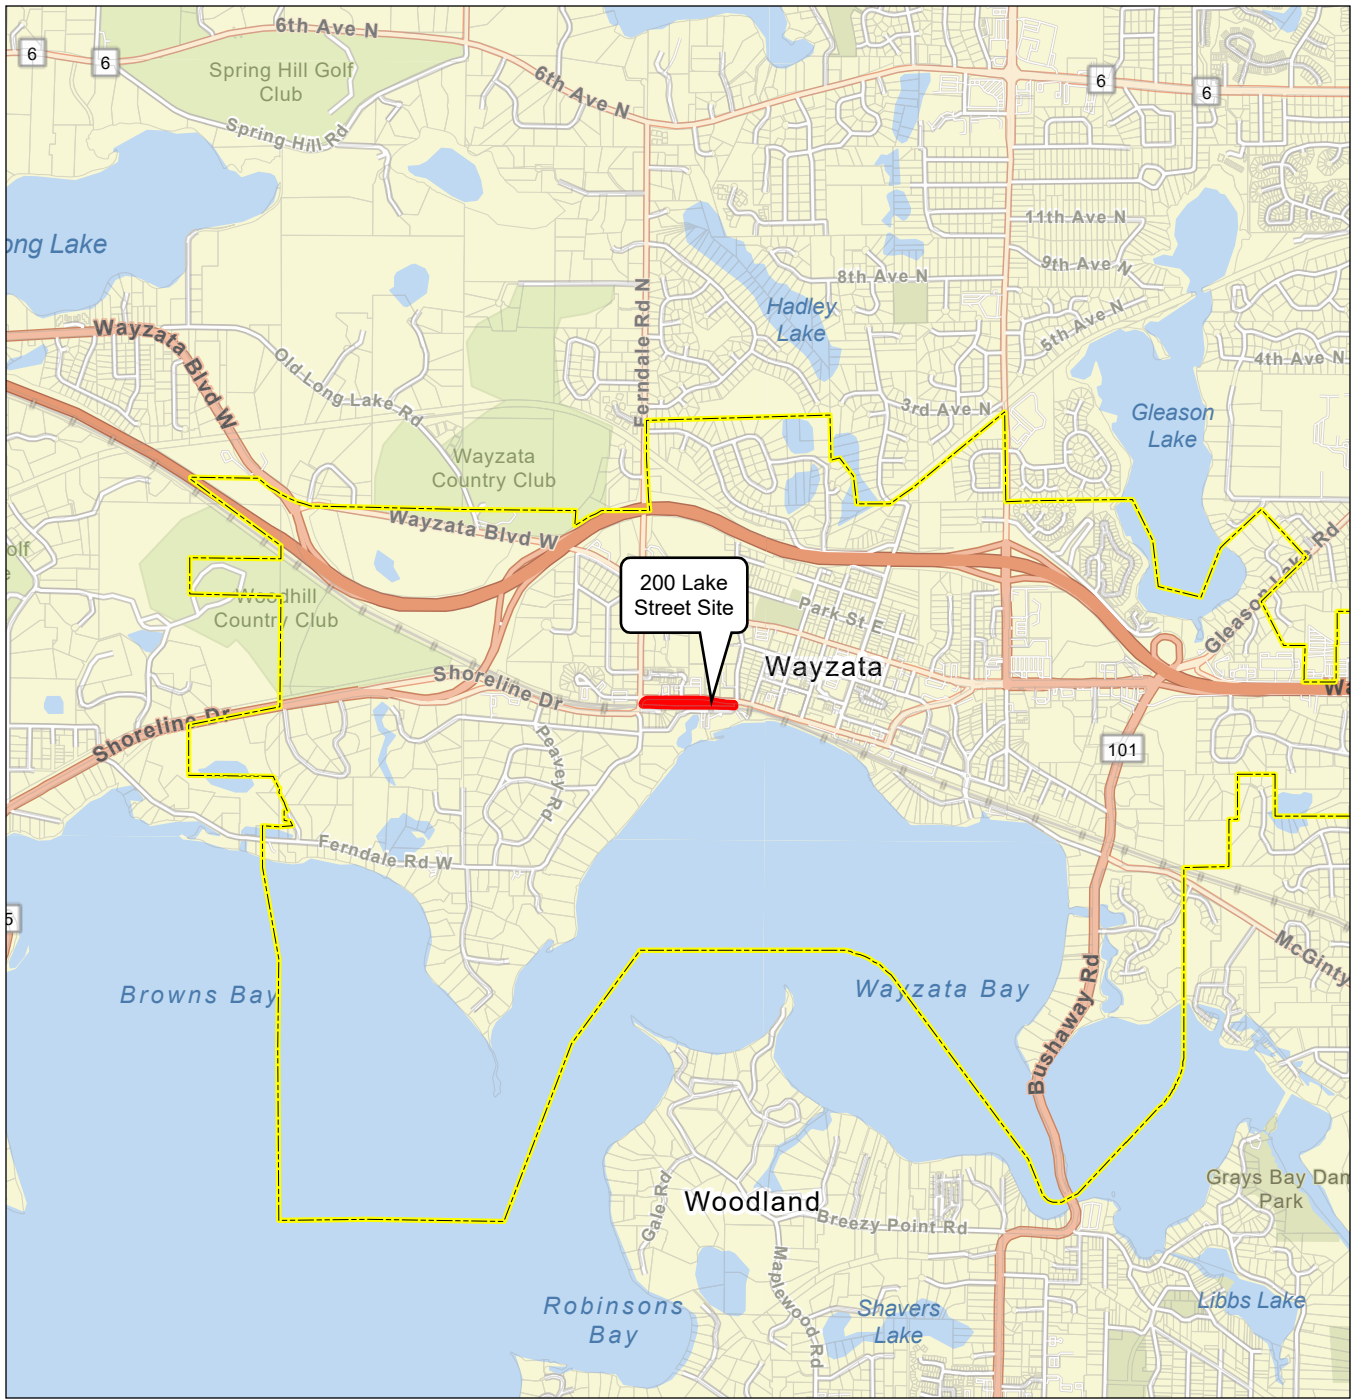 6th Ave N
6
6
Spring Hill Golf
Club
6th Ave N
6
6
Spring Hill Rd
11th Ave N
ong Lake
9th Ave N
8th Ave N
Hadley
Lake
Ferndale Rd N
5th Ave N
Wayzata Blvd W
4th Ave N
Old Long Lake Rd
3rd Ave N
Gleason
Lake
Wayzata
Country Club
Wayzata Blvd W
olf
e
Gleason Lake Rd
200 Lake
Street Site
Woodhill
Country Club
Park St E
Wayzata
Shoreline Dr
Wa
Shoreline Dr
Peavey Rd
101
Ferndale Rd W
5
McGinty
Browns Bay
Wayzata Bay
Bushaway Rd
Grays Bay Dam
Park
Woodland
Gale Rd
Breezy Point Rd
Maplewood Rd
Robinsons
Bay
Shavers
Lake
Libbs Lake